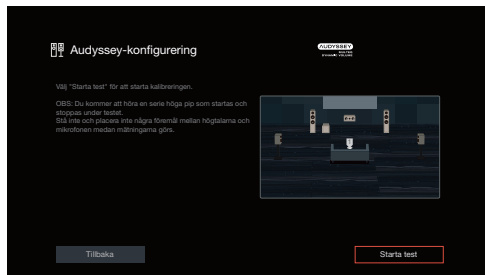 Audyssey-konfigurering
AUDYSSEY
Välj "Starta test" för att starta kalibreringen.
OBS: Du kommer att höra en serie höga pip som startas och
stoppas under testet.
Stå inte och placera inte några föremål mellan högtalarna och
mikrofonen medan mätningarna görs.
Tillbaka
Starta test